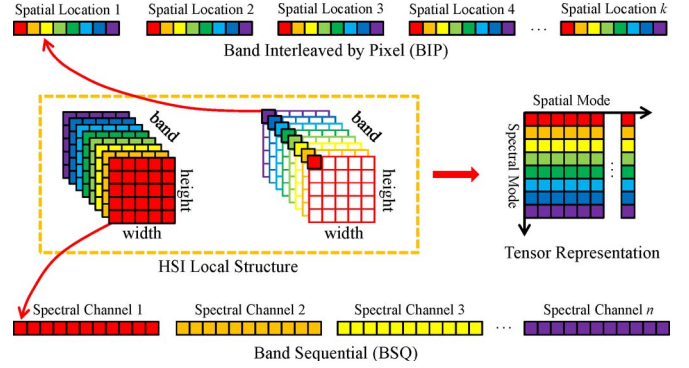 Spatial Location 1 Spatial Location 2 Spatial Location 3 Spatial Location 4 ... Spatial Location k
Band Interleaved by Pixel (BIP)
Spatial Mode
Spectral Mode
band
height
width
band
height
width
HSI Local Structure
Tensor Representation
Spectral Channel 1 Spectral Channel 2 Spectral Channel 3 ... Spectral Channel n
Band Sequential (BSQ)